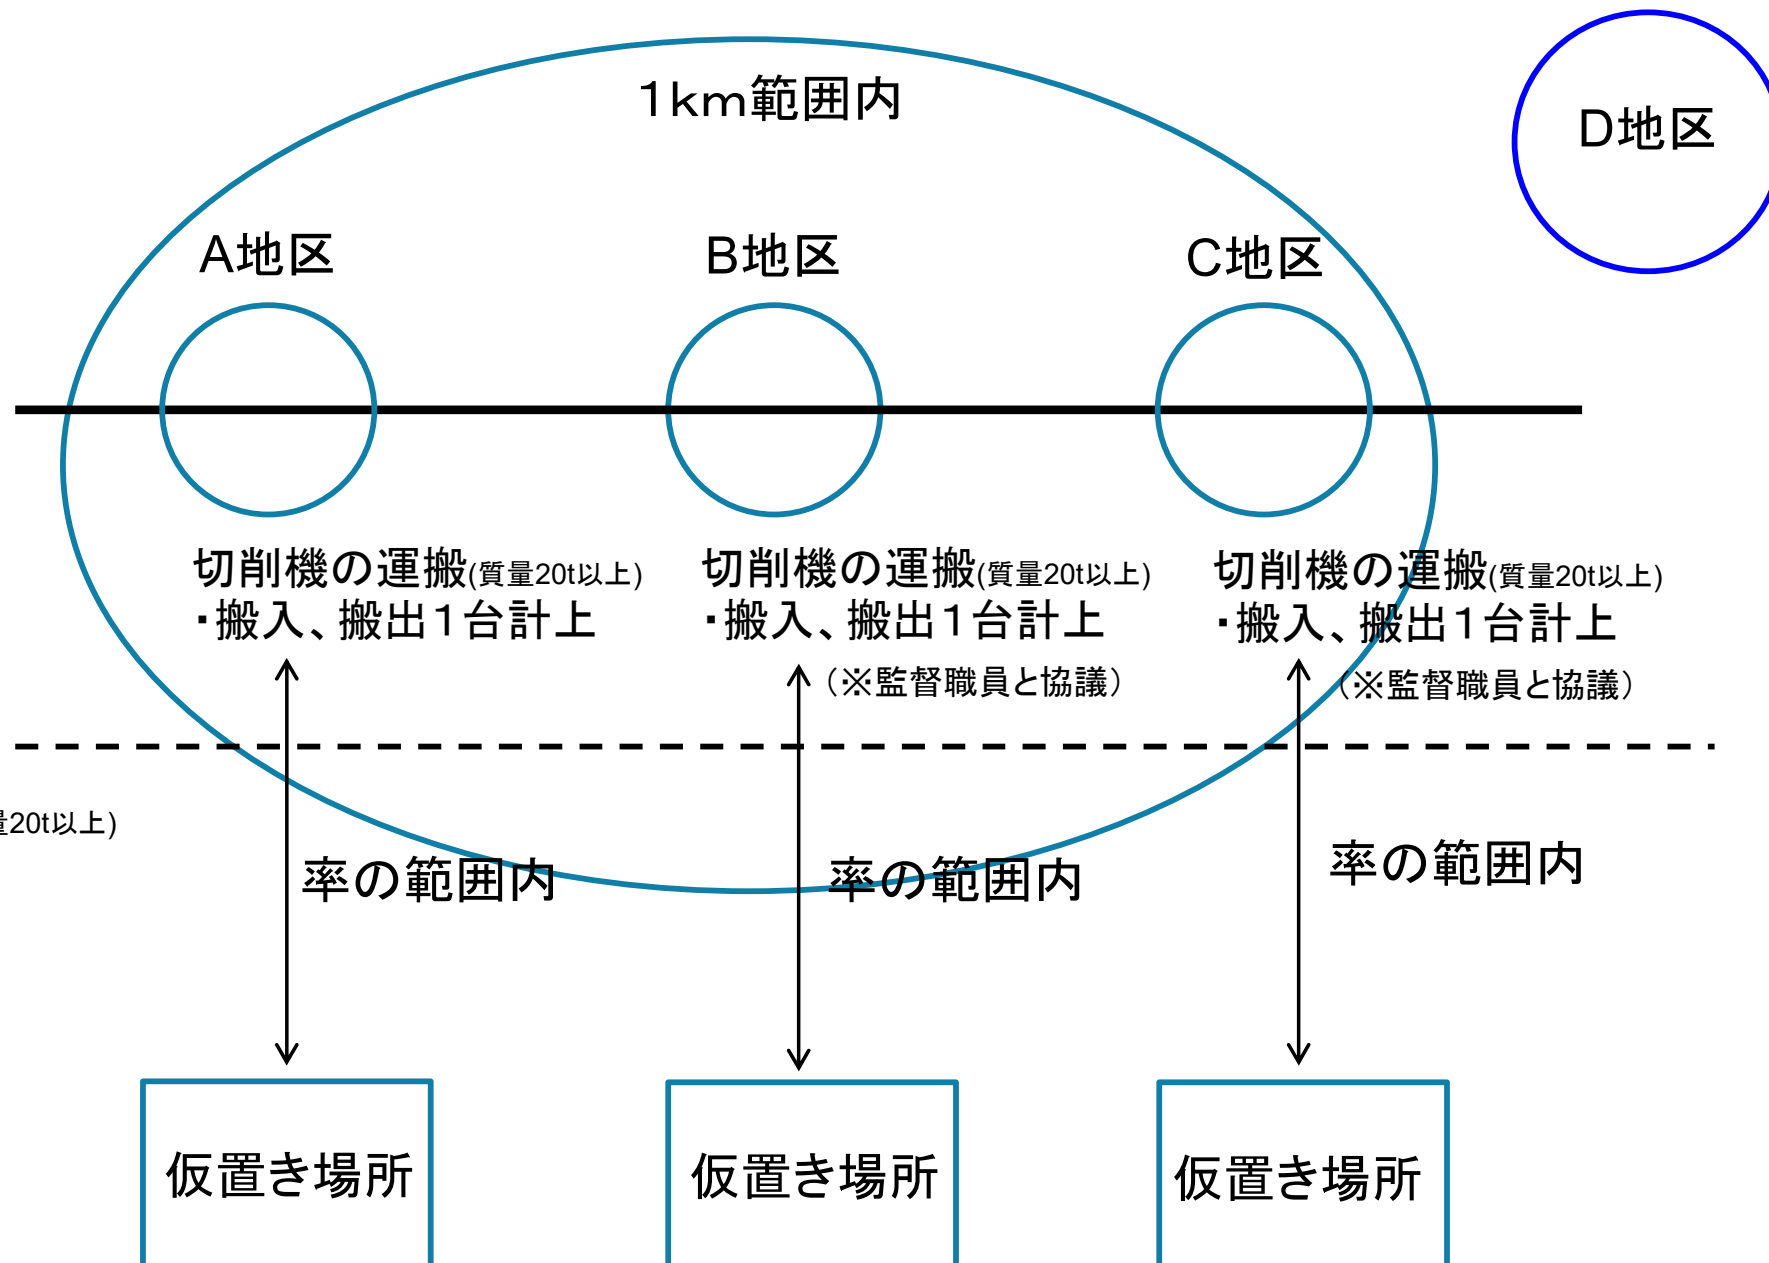 1km範囲内
D地区
A地区
B地区
C地区
切削機の運搬(質量20t以上)
・搬入、搬出1台計上
切削機の運搬(質量20t以上)
・搬入、搬出1台計上
(※監督職員と協議)
切削機の運搬(質量20t以上)
・搬入、搬出1台計上
(※監督職員と協議)
量20t以上)
率の範囲内
率の範囲内
率の範囲内
仮置き場所
仮置き場所
仮置き場所